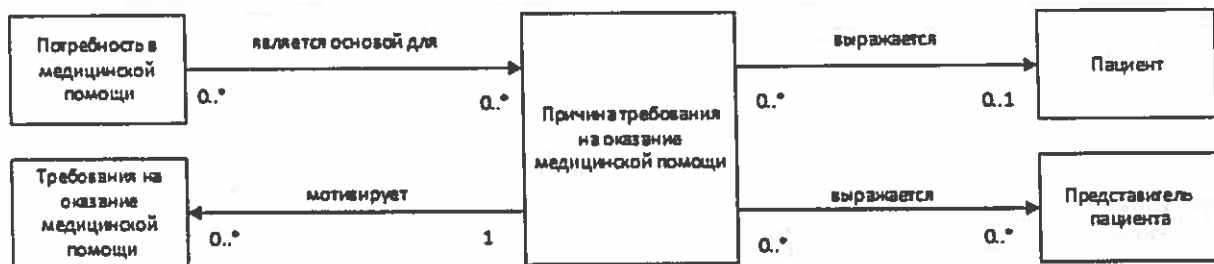 Потребность в
медицинской
помощи
является основой для
0..*
0..*
Причина требования
на оказание
медицинской помощи
выражается
0..*
0..1
Пациент
Требования на
оказание
медицинской
помощи
мотивирует
0..*
1
выражается
0..*
0..*
Представитель
пациента